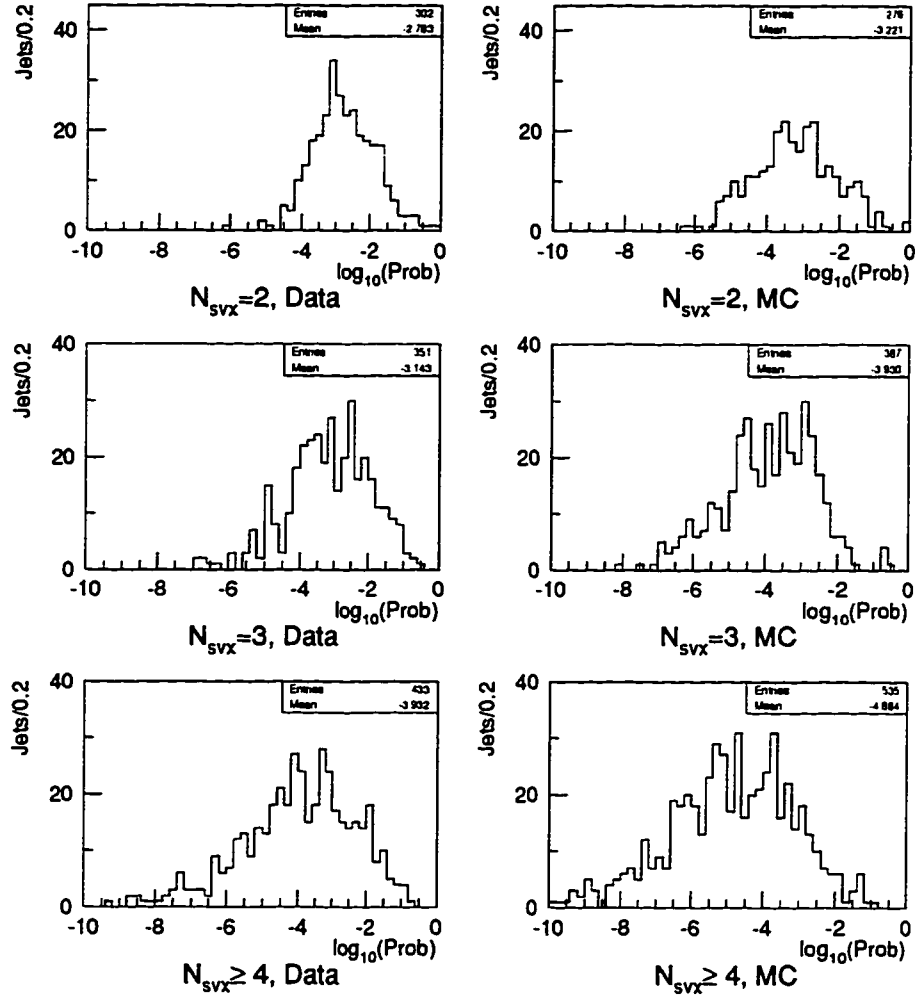 Entries 302
Mean -2 783
Jets/0.2
40
20
0
-10 -8 -6 -4 -2 0
log10(Prob)
Nsvx=2, Data
Entries 276
Mean -3 221
Jets/0.2
40
20
0
-10 -8 -6 -4 -2 0
log10(Prob)
Nsvx=2, MC
Entries 351
Mean -3 143
Jets/0.2
40
20
0
-10 -8 -6 -4 -2 0
log10(Prob)
Nsvx=3, Data
Entries 387
Mean -3 930
Jets/0.2
40
20
0
-10 -8 -6 -4 -2 0
log10(Prob)
Nsvx=3, MC
Entries 433
Mean -3 932
Jets/0.2
40
20
0
-10 -8 -6 -4 -2 0
log10(Prob)
Nsvx≥ 4, Data
Entries 535
Mean -4 884
Jets/0.2
40
20
0
-10 -8 -6 -4 -2 0
log10(Prob)
Nsvx≥ 4, MC